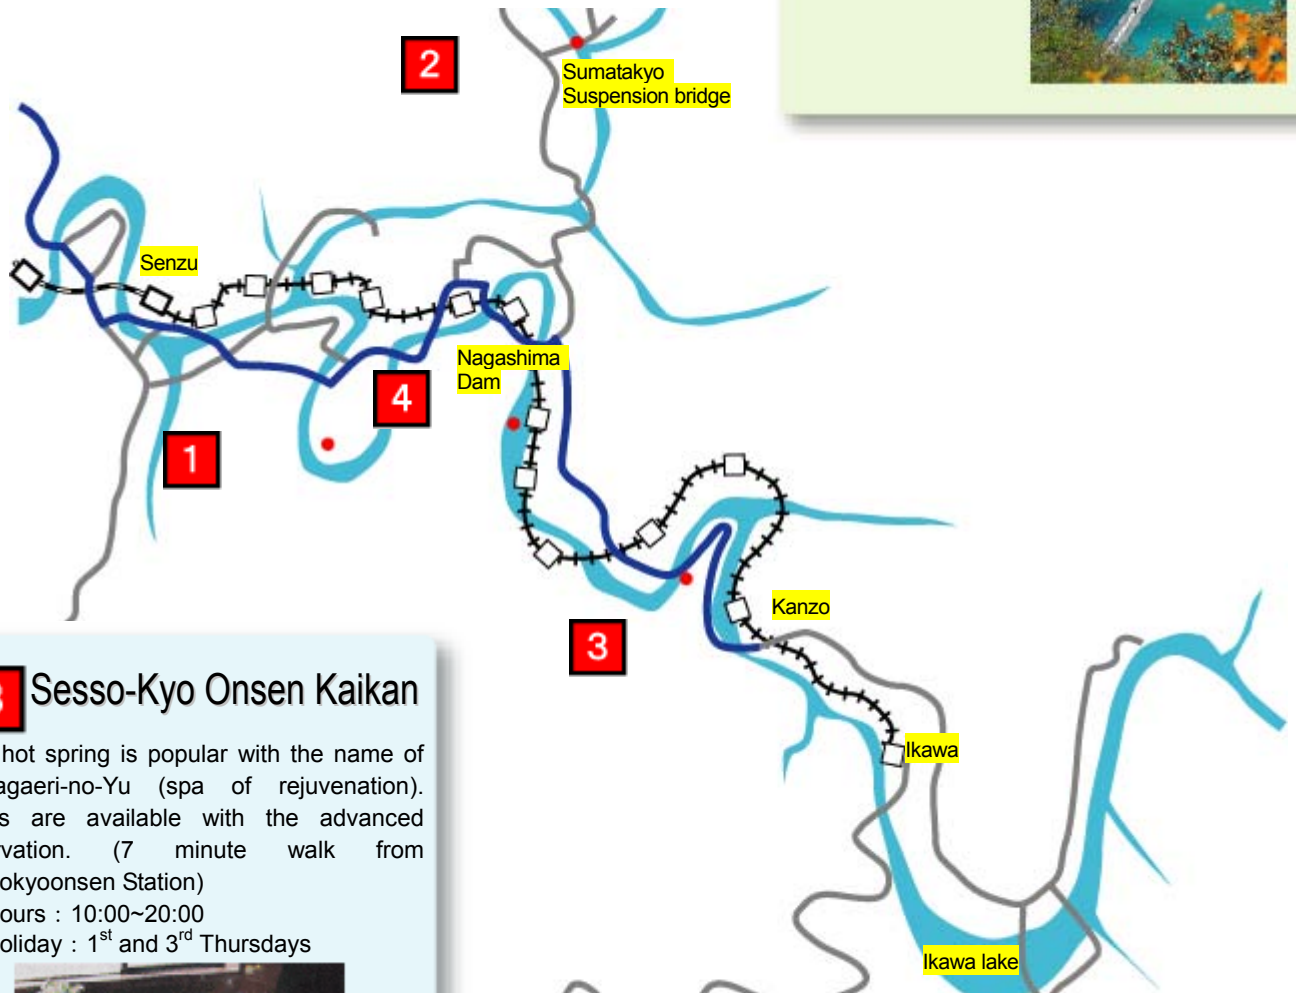 2
Sumatakyo
Suspension bridge
Senzu
Nagashima
Dam
4
1
Kanzo
3
Ikawa
Ikawa lake
Sesso-Kyo Onsen Kaikan
hot spring is popular with the name of
agaeri-no-Yu (spa of rejuvenation).
s are available with the advanced
rvation. (7 minute walk from
okyoonsen Station)
ours : 10:00~20:00
oliday : 1st and 3rd Thursdays